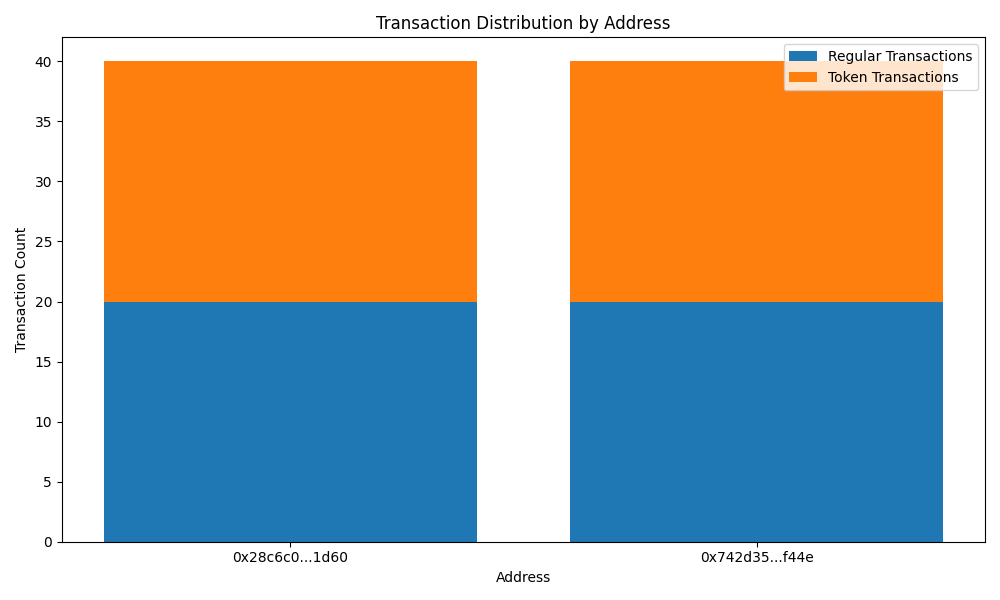 Transaction Distribution by Address
Regular Transactions
Token Transactions
Transaction Count
40
35
30
25
20
15
10
5
0
0x28c6c0...1d60
0x742d35...f44e
Address